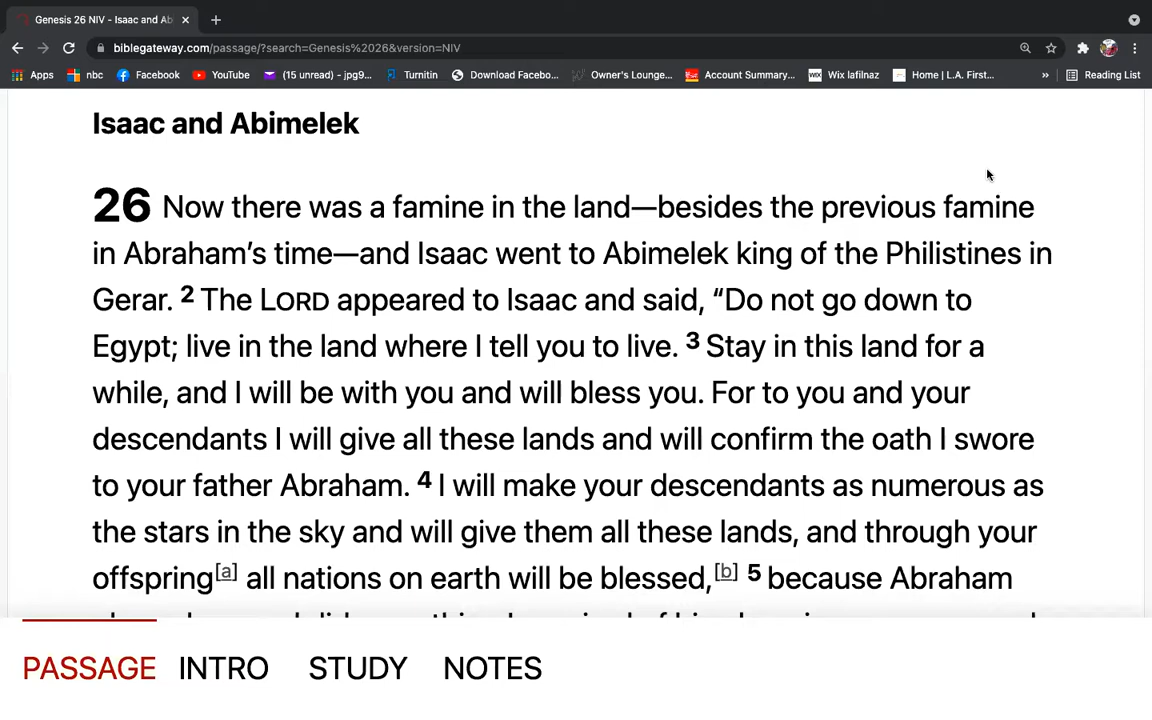 Genesis 26 NIV - Isaac and Ab
biblegateway.com/passage/?search=Genesis%2026&version=NIV
Apps nbc Facebook YouTube (15 unread) - jpg9... Turnitin Download Facebo... Owner's Lounge... Account Summary... WIX Wix lafilnaz Home | L.A. First... » Reading List
Isaac and Abimelek
26 Now there was a famine in the land—besides the previous famine
in Abraham’s time—and Isaac went to Abimelek king of the Philistines in
Gerar. 2 The LORD appeared to Isaac and said, “Do not go down to
Egypt; live in the land where I tell you to live. 3 Stay in this land for a
while, and I will be with you and will bless you. For to you and your
descendants I will give all these lands and will confirm the oath I swore
to your father Abraham. 4 I will make your descendants as numerous as
the stars in the sky and will give them all these lands, and through your
offspring[a] all nations on earth will be blessed,[b] 5 because Abraham
PASSAGE INTRO STUDY NOTES